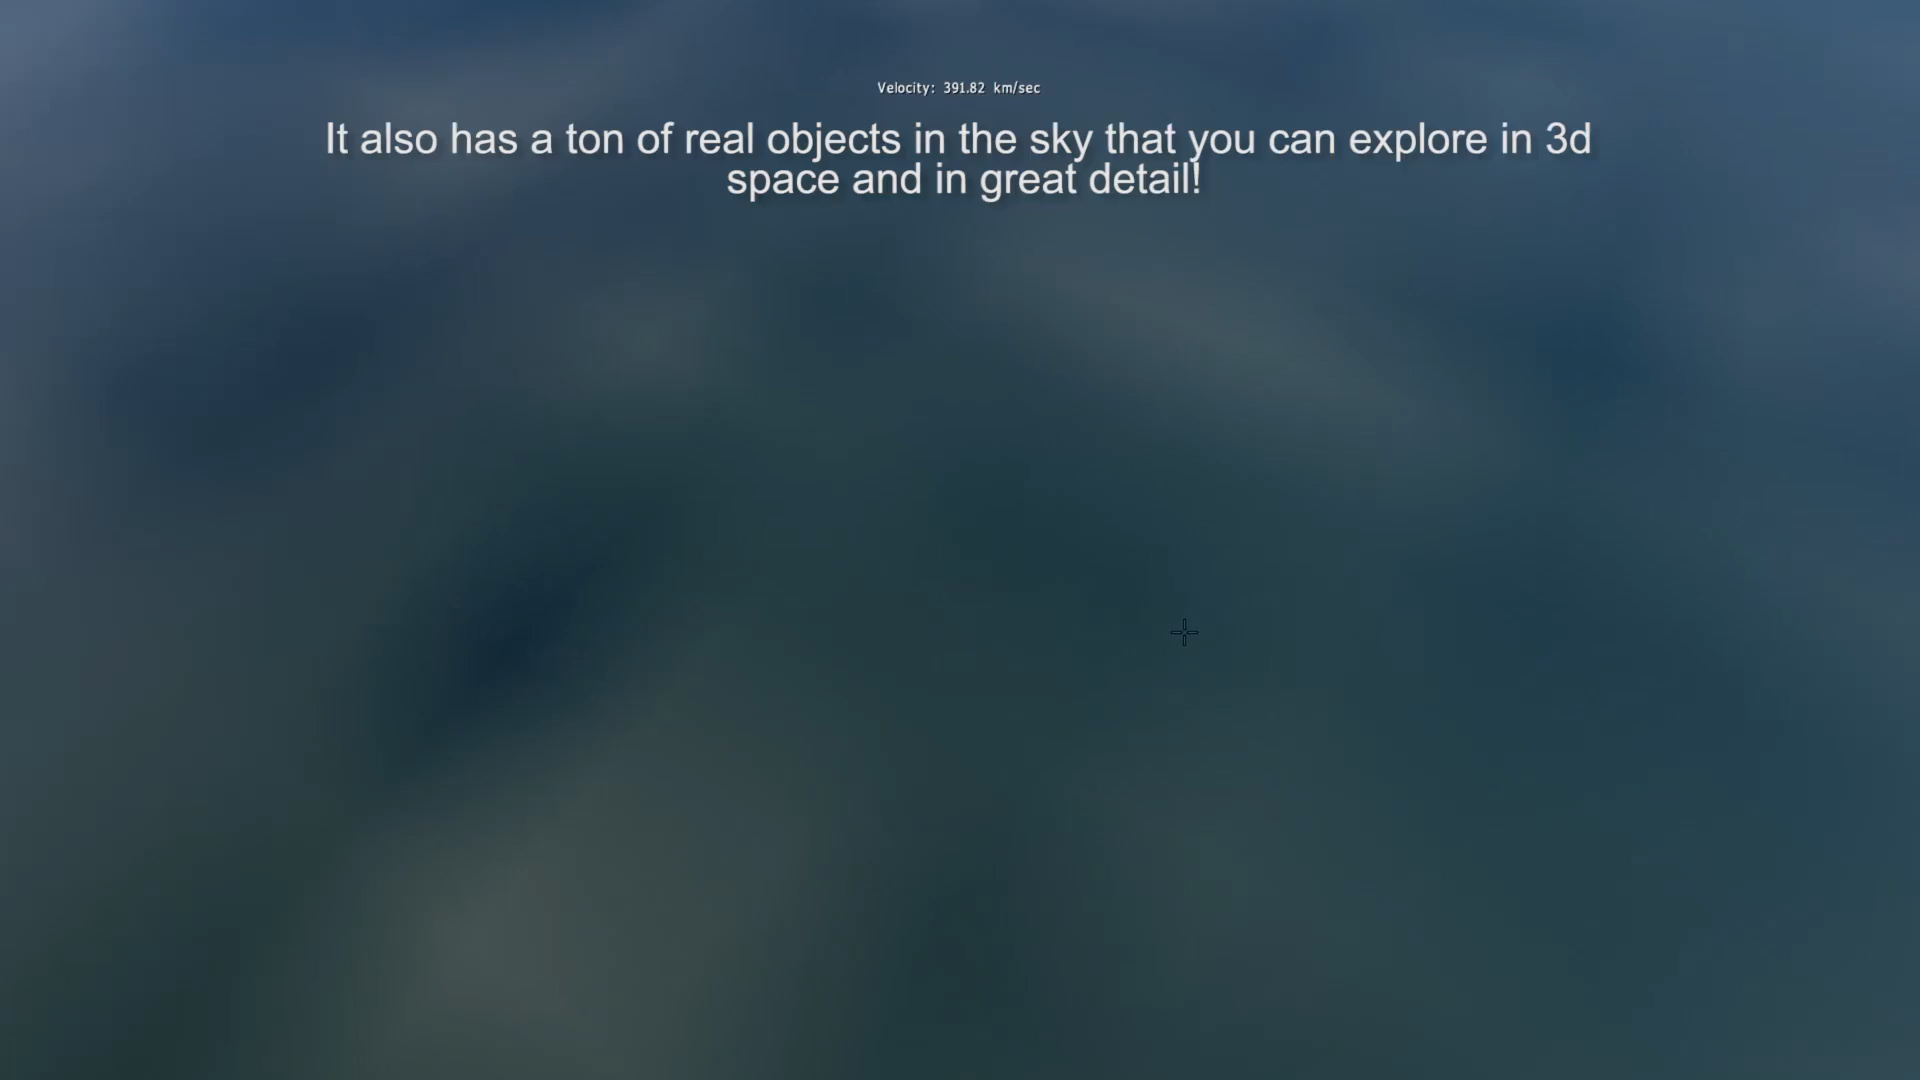 Velocity: 391.82 km/sec
It also has a ton of real objects in the sky that you can explore in 3d
space and in great detail!